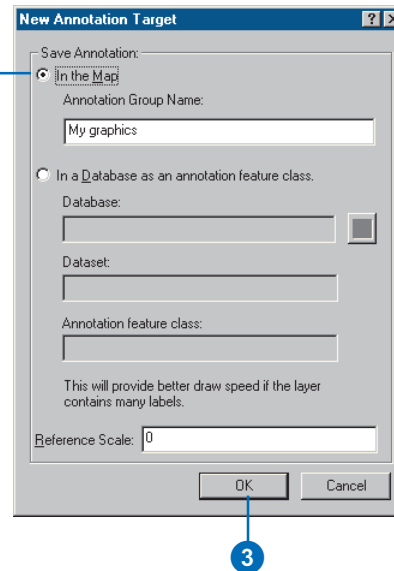 New Annotation Target
Save Annotation:
In the Map
Annotation Group Name:
My graphics
In a Database as an annotation feature class.
Database:
Dataset:
Annotation feature class:
This will provide better draw speed if the layer
contains many labels.
Reference Scale: 0
OK Cancel
3